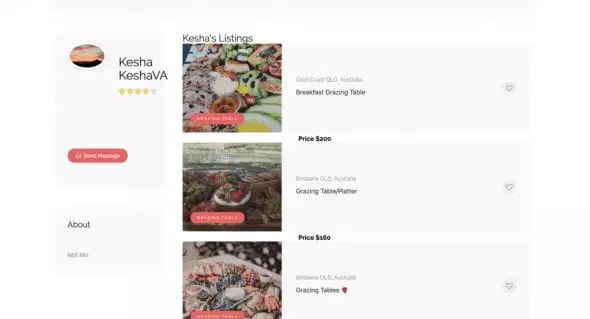 Kesha's Listings
Kesha
KeshaVA
Send Message
About
test bio
Gold Coast QLD, Australia
Breakfast Grazing Table
GRAZING TABLE
Price $200
Brisbane QLD, Australia
Grazing Table/Platter
GRAZING TABLE
Price $160
Brisbane QLD, Australia
Grazing Tables
GRAZING TABLE